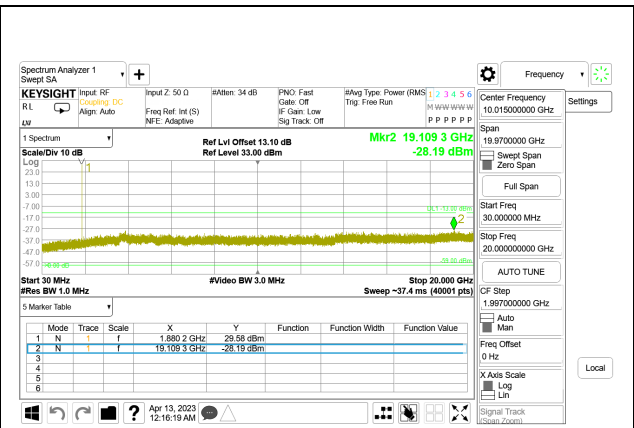 Spectrum Analyzer 1
Swept SA
Frequency
KEYSIGHT
Input: RF
Input Z: 50 Ω
#Atten: 34 dB
PNO: Fast
#Avg Type: Power (RMS
1 2 3 4 5 6
RL
Coupling: DC
Gate: Off
Trig: Free Run
M W W W W W
Align: Auto
Freq Ref: Int (S)
IF Gain: Low
LXI
NFE: Adaptive
Sig Track: Off
P P P P P P
Center Frequency
10.015000000 GHz
Settings
Span
19.9700000 GHz
Swept Span
Zero Span
Full Span
Start Freq
30.000000 MHz
Stop Freq
20.000000000 GHz
AUTO TUNE
CF Step
1.997000000 GHz
Auto
Man
Freq Offset
0 Hz
X Axis Scale
Log
Lin
Signal Track
(Span Zoom)
Local
1 Spectrum
Ref Lvl Offset 13.10 dB
Mkr2 19.109 3 GHz
Scale/Div 10 dB
Ref Level 33.00 dBm
-28.19 dBm
Log
1
23.0
13.0
3.00
-7.00
DL1 -13.00 dBm
-17.0
2
-27.0
-37.0
-47.0
-57.0
Start 30 MHz
#Video BW 3.0 MHz
Stop 20.000 GHz
#Res BW 1.0 MHz
Sweep ~37.4 ms (40001 pts)
5 Marker Table
Mode Trace Scale X Y Function Function Width Function Value
1 N 1 f 1.880 2 GHz 29.58 dBm
2 N 1 f 19.109 3 GHz -28.19 dBm
3
4
5
6
?
Apr 13, 2023
12:16:19 AM